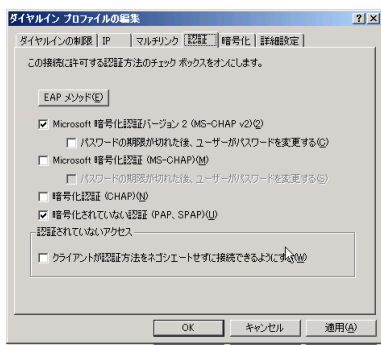 ダイヤルイン プロファイルの編集
ダイヤルインの制限 IP マルチリンク 認証 暗号化 詳細設定
この接続に許可する認証方法のチェック ボックスをオンにします。
EAP メソッド(E)
Microsoft 暗号化認証バージョン 2 (MS-CHAP v2)(2)
パスワードの期限が切れた後、ユーザーがパスワードを変更する(C)
Microsoft 暗号化認証 (MS-CHAP)(M)
パスワードの期限が切れた後、ユーザーがパスワードを変更する(G)
暗号化認証 (CHAP)(N)
暗号化されていない認証 (PAP、SPAP)(U)
認証されていないアクセス
クライアントが認証方法をネゴシエートせずに接続できるようにする(W)
OK キャンセル 適用(A)